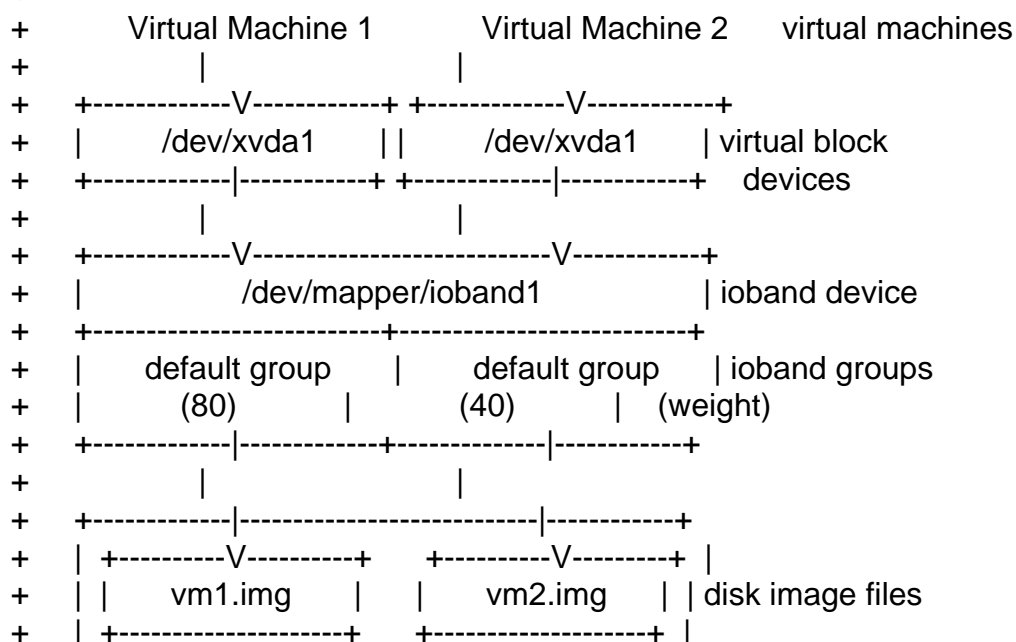 +          Virtual Machine 1          Virtual Machine 2     virtual machines
+                 |                         |
+     +-------------V------------+ +-------------V------------+
+     |       /dev/xvda1      | |       /dev/xvda1       | virtual block
+     +-------------|------------+ +-------------|------------+    devices
+                 |                         |
+     +-------------V----------------------------V------------+
+     |               /dev/mapper/ioband1                | ioband device
+     +---------------------------+---------------------------+
+     |      default group      |       default group     | ioband groups
+     |         (80)         |         (40)         |   (weight)
+     +-------------|-------------+--------------|------------+
+                 |                         |
+     +-------------|----------------------------|------------+
+     | +----------V----------+     +----------V----------+ |
+     | |      vm1.img      |     |      vm2.img      | | disk image files
+     | +---------------------+     +---------------------+ |